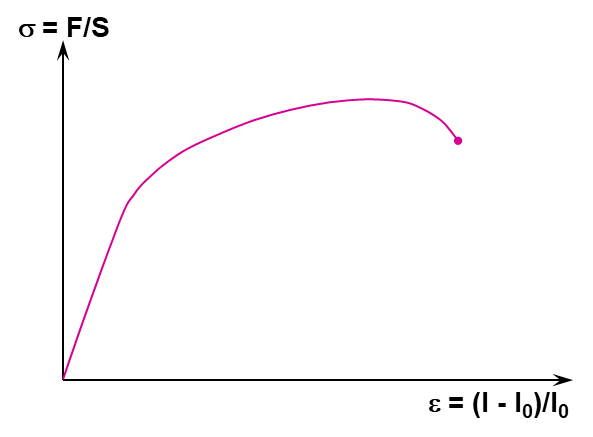 σ = F/S
ε = (l - l₀)/l₀